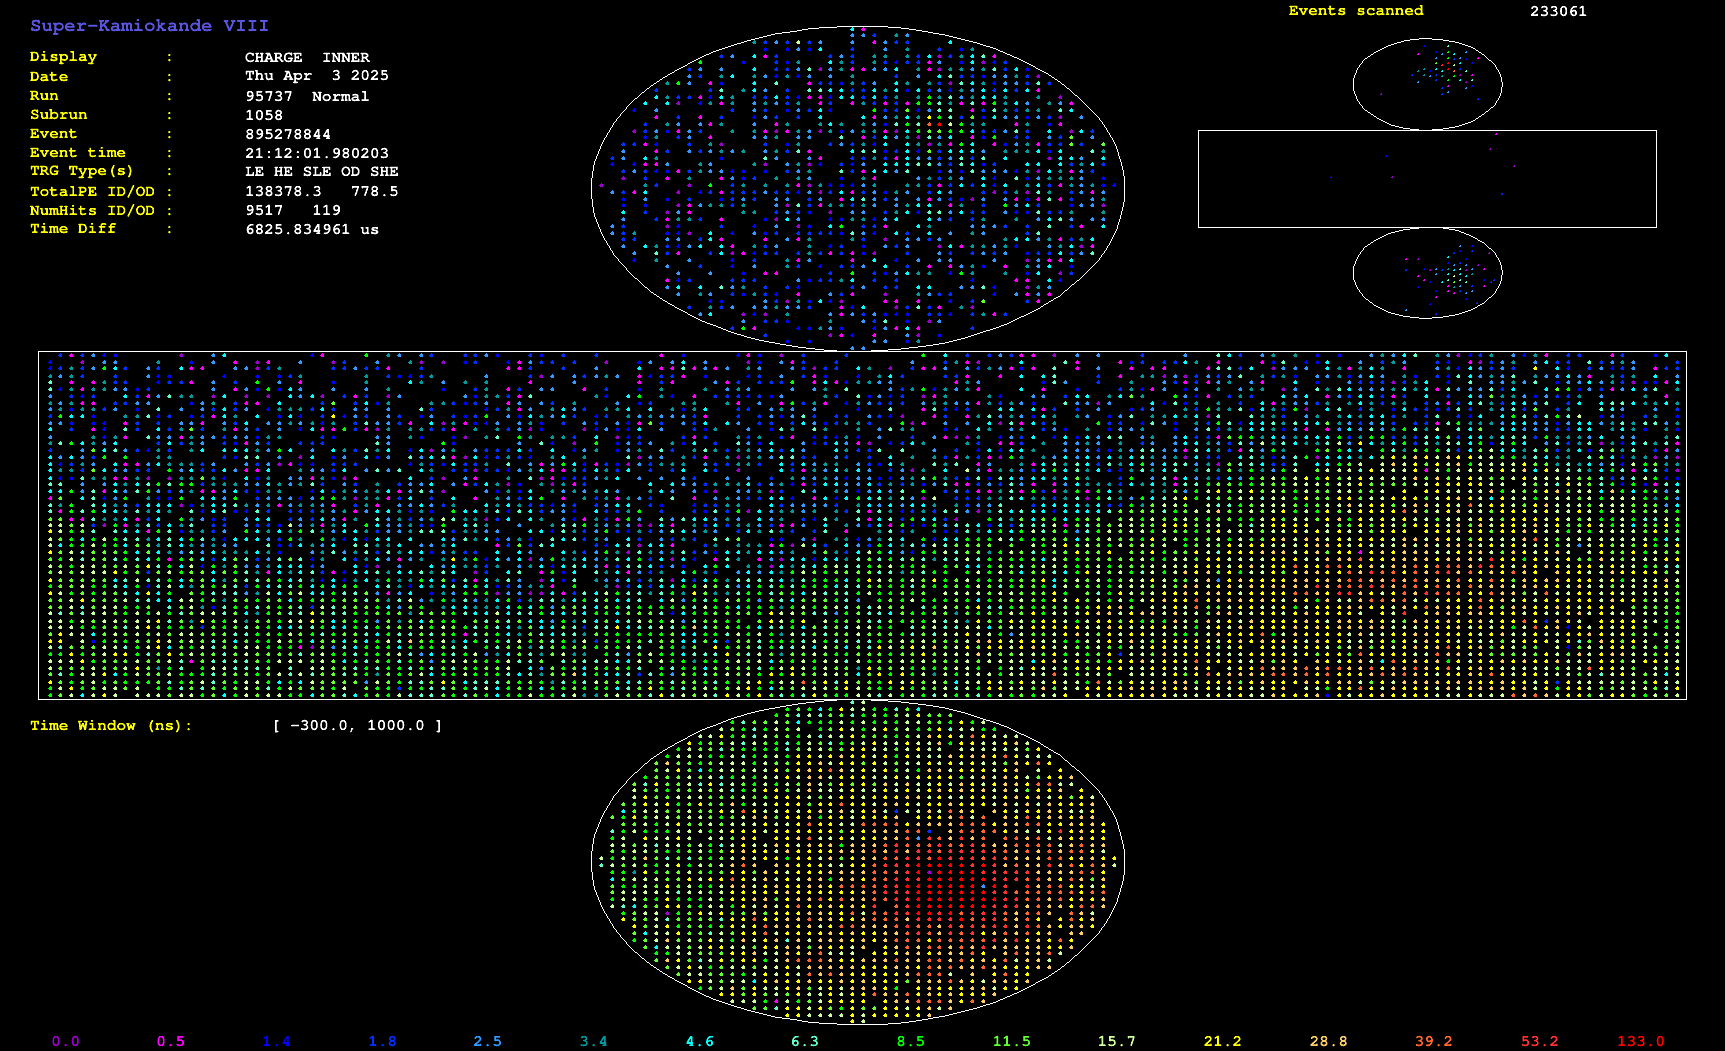 Super-Kamiokande VIII
Display : CHARGE INNER
Date : Thu Apr 3 2025
Run : 95737 Normal
Subrun : 1058
Event : 895278844
Event time : 21:12:01.980203
TRG Type(s) : LE HE SLE OD SHE
TotalPE ID/OD : 138378.3 778.5
NumHits ID/OD : 9517 119
Time Diff : 6825.834961 us
Events scanned 233061
Time Window (ns): [ -300.0, 1000.0 ]
0.0 0.5 1.4 1.8 2.5 3.4 4.6 6.3 8.5 11.5 15.7 21.2 28.8 39.2 53.2 133.0